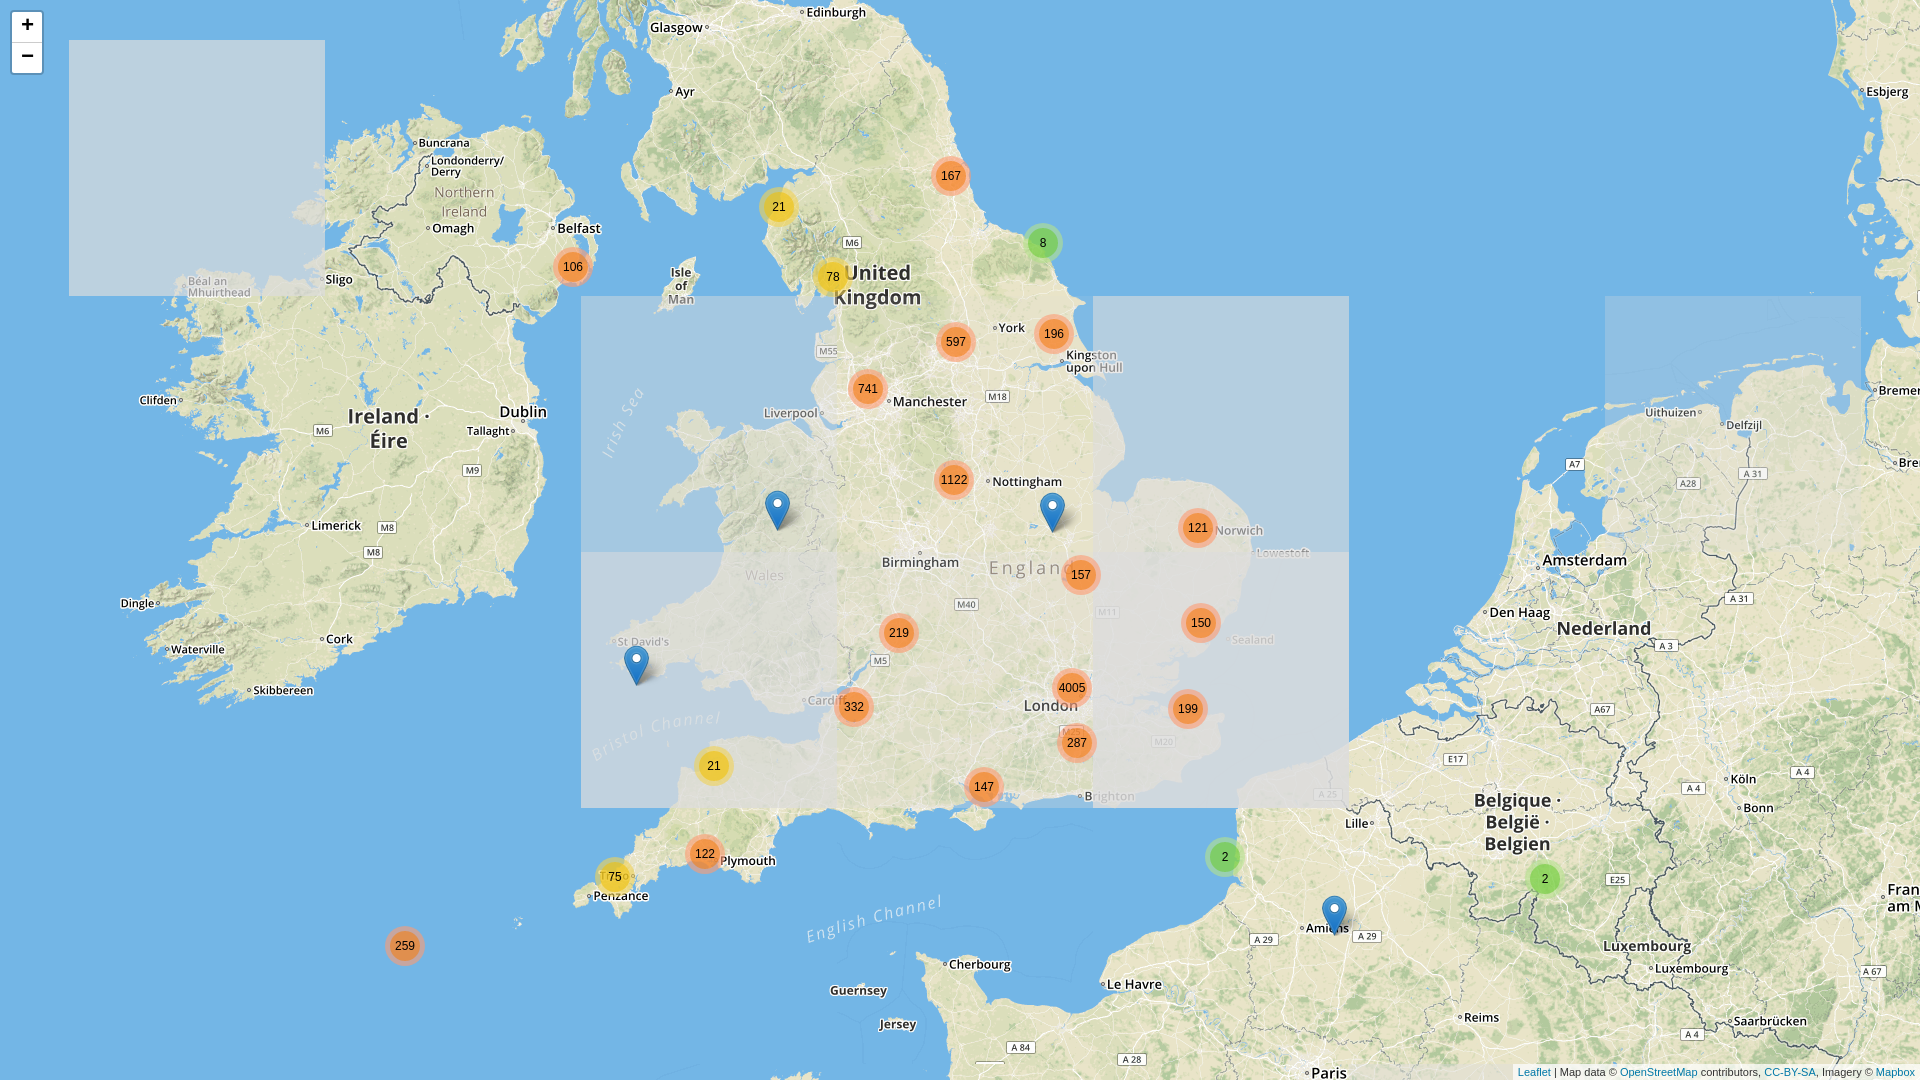 +
−
Edinburgh
Glasgow
Ayr
Esbjerg
Buncrana
Londonderry/
Derry
Northern
Ireland
Omagh
Belfast
167
21
8
M6
106
78
United
Kingdom
Isle
of
Man
Sligo
Béal an
Mhuirthead
York
196
597
Kingston
upon Hull
M55
741
Manchester
M18
Liverpool
Irish Sea
Clifden
Ireland ·
Éire
Dublin
Tallaght
M6
M9
Bremer
Uithuizen
Delfzijl
A7
A 31
A28
Bre
1122
Nottingham
Limerick
M8
M8
121
Norwich
Lowestoft
Birmingham
England
157
Wales
Amsterdam
Dingle
M40
M11
A 31
Den Haag
Nederland
150
219
Sealand
Cork
Waterville
St David's
M5
A 3
Skibbereen
4005
London
Cardiff
332
199
A67
Bristol Channel
287
M20
E17
21
147
Brighton
A 25
Köln
A 4
A 4
Bonn
Belgique ·
België ·
Belgien
Lille
122
Plymouth
2
75
Penzance
2
E25
Fran
am M
English Channel
Amiens
A 29
A 29
259
Luxembourg
Luxembourg
A 67
Cherbourg
Guernsey
Le Havre
Jersey
Reims
Saarbrücken
A 4
A 84
A 28
Paris
Leaflet | Map data © OpenStreetMap contributors, CC-BY-SA, Imagery © Mapbox